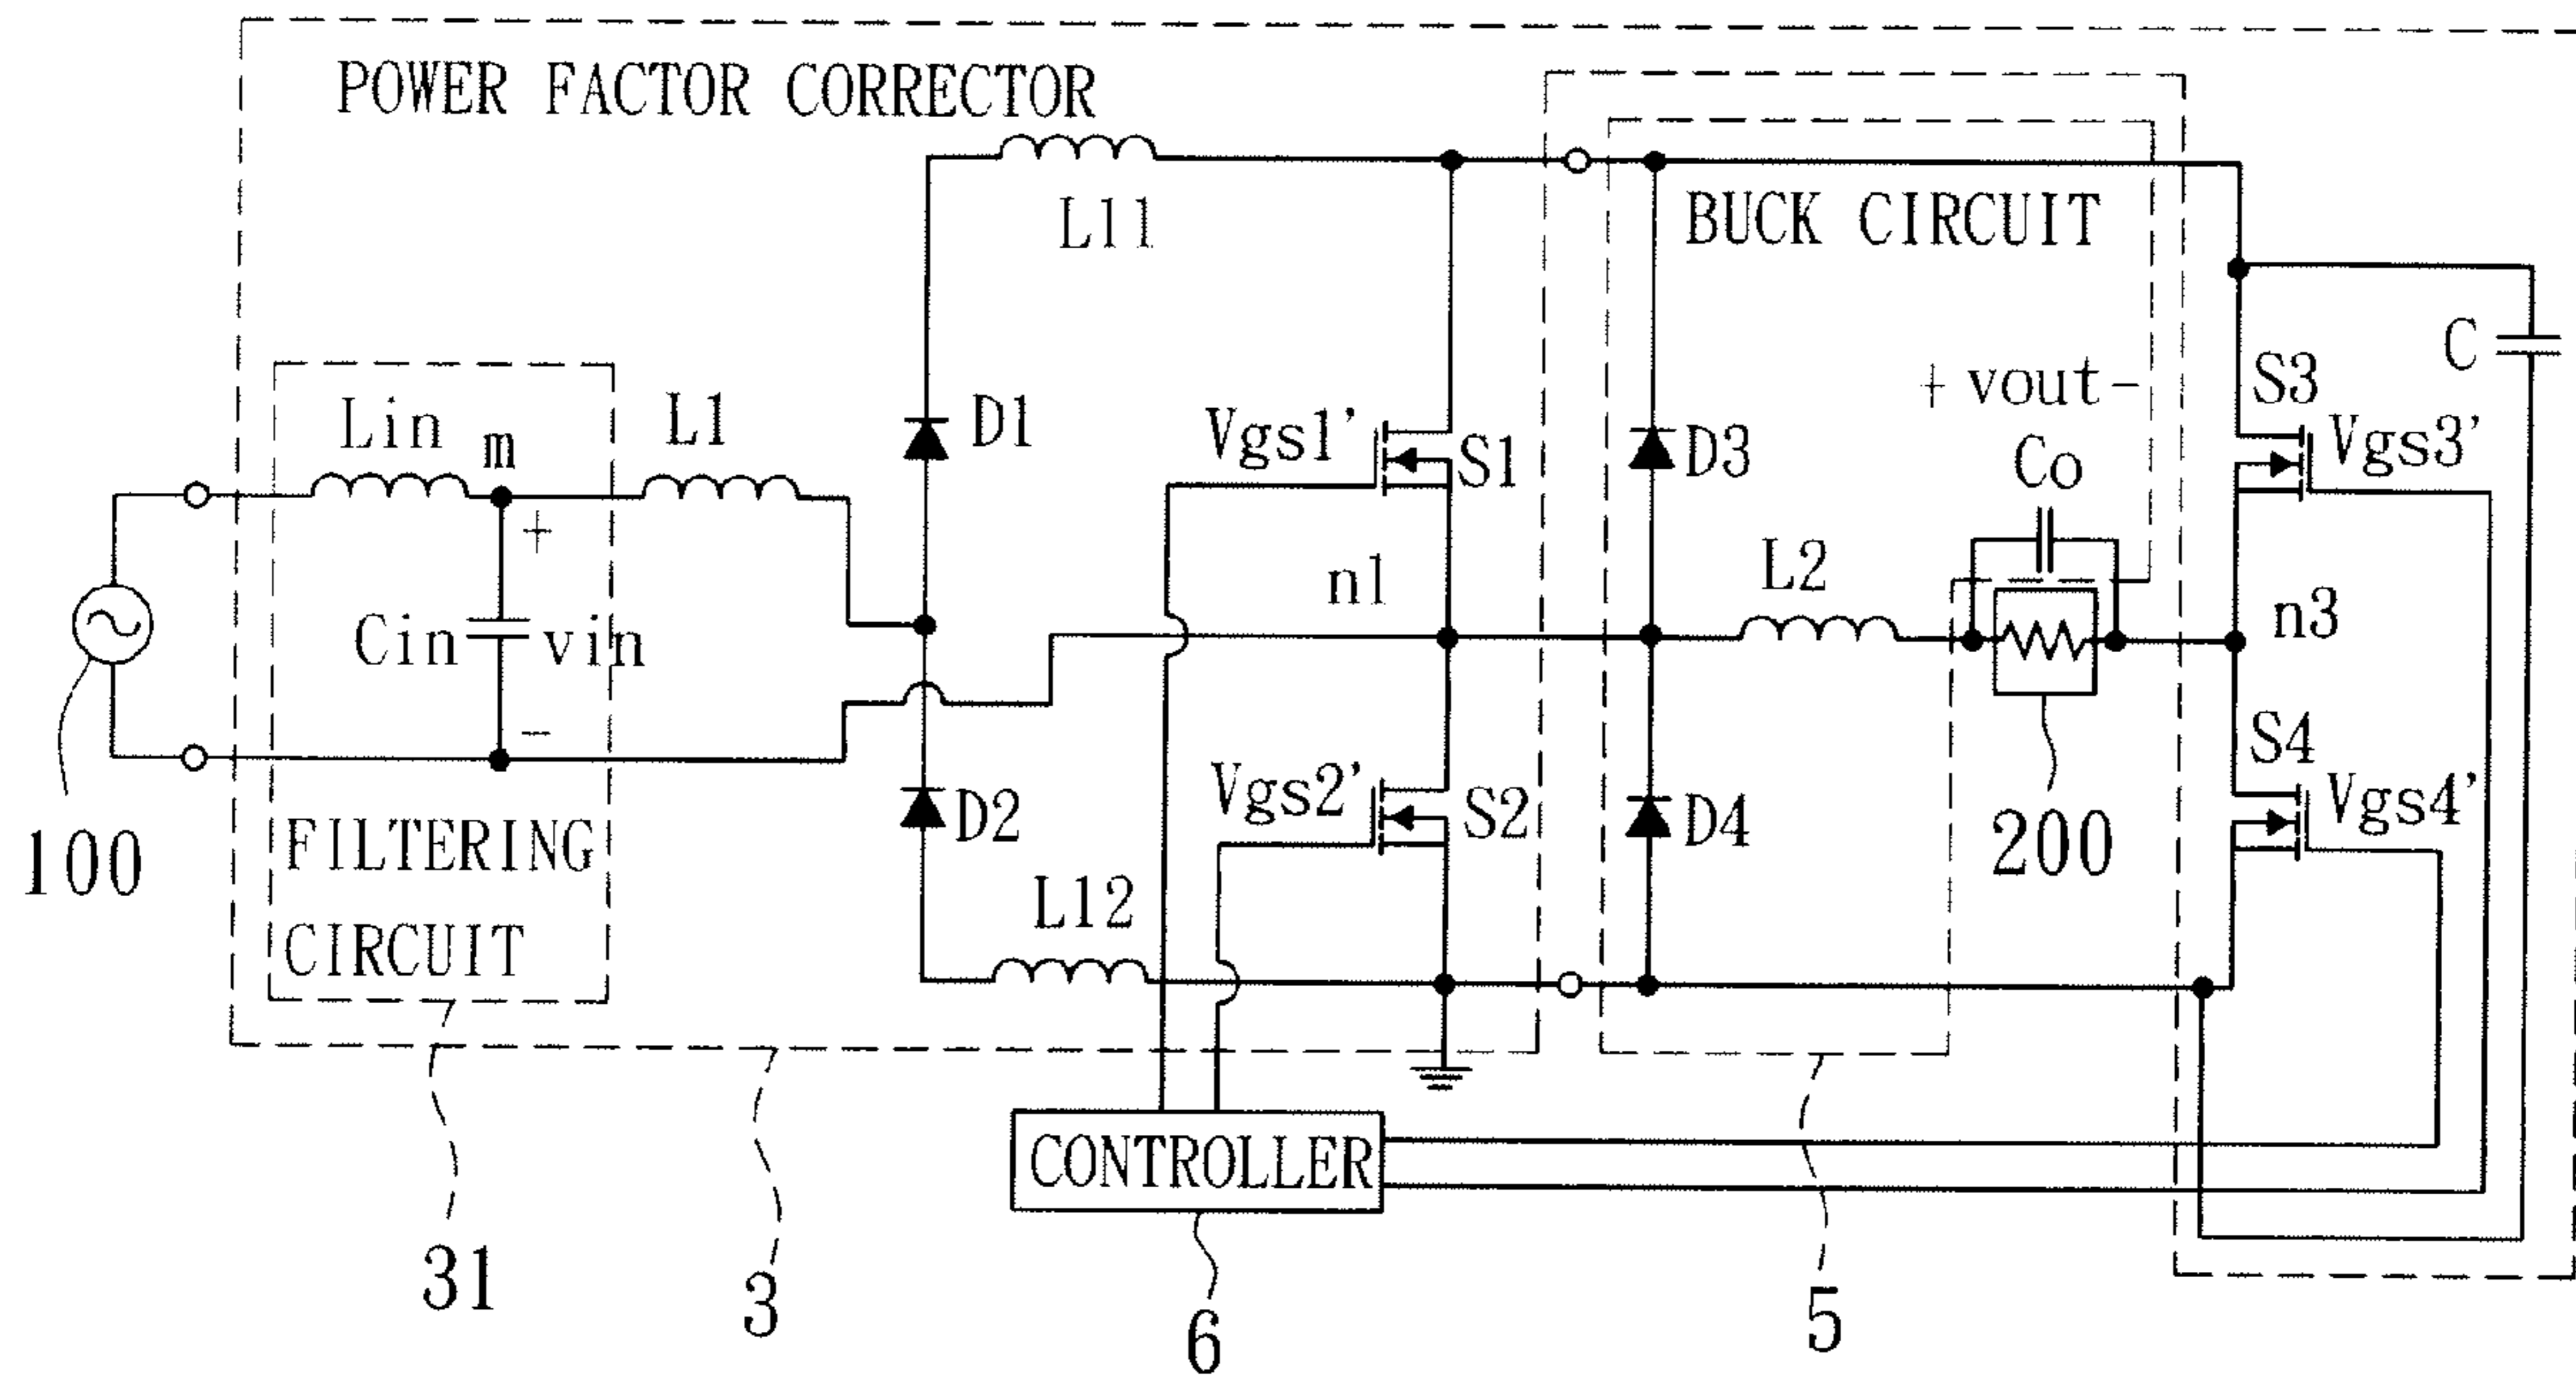 POWER FACTOR CORRECTOR
L11
BUCK CIRCUIT
C
S3
+ vout -
Lin
m
L1
D1
Vgs1'
S1
D3
Co
Vgs3'
+
n1
L2
Cin
vin
n3
-
S4
Vgs2'
S2
D2
D4
Vgs4'
200
100
FILTERING
CIRCUIT
L12
CONTROLLER
31
3
6
5